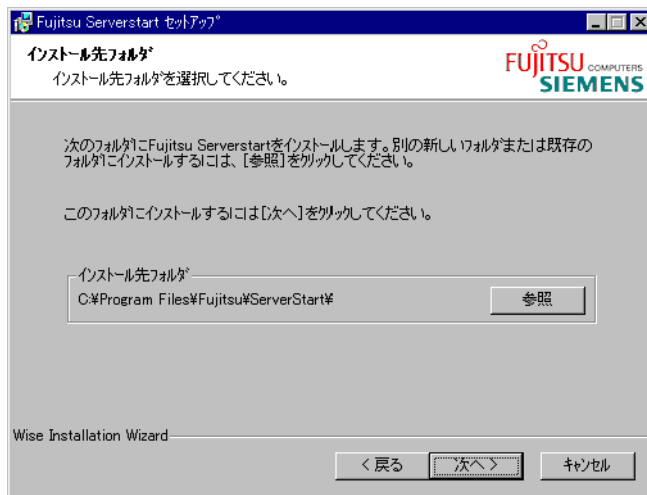 Fujitsu Serverstart ｾｯﾄｱｯﾌﾟ
ｲﾝｽﾄｰﾙ先ﾌｫﾙﾀﾞ
ｲﾝｽﾄｰﾙ先ﾌｫﾙﾀﾞを選択してください。
FUJITSU COMPUTERS
SIEMENS
次のﾌｫﾙﾀﾞにFujitsu Serverstartをｲﾝｽﾄｰﾙします。別の新しいﾌｫﾙﾀﾞまたは既存の
ﾌｫﾙﾀﾞにｲﾝｽﾄｰﾙするには、[参照]をｸﾘｯｸしてください。
このﾌｫﾙﾀﾞにｲﾝｽﾄｰﾙするには[次へ]をｸﾘｯｸしてください。
ｲﾝｽﾄｰﾙ先ﾌｫﾙﾀﾞ
C:¥Program Files¥Fujitsu¥ServerStart¥
参照
Wise Installation Wizard
< 戻る
次へ >
ｷｬﾝｾﾙ